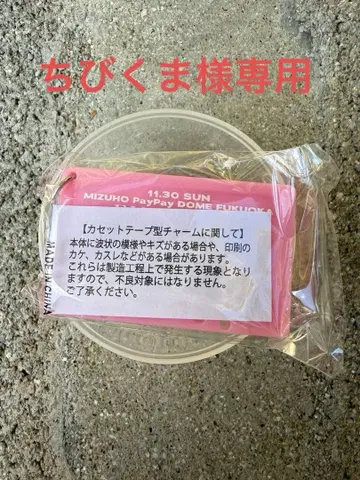 ちびくま様専用
11.30 SUN
MIZUHO PayPay DOME FUKUOKA
【カセットテープ型チャームに関して】
本体に波状の模様やキズがある場合や、印刷の
カケ、カスレなどがある場合があります。
これらは製造工程上で発生する現象となり
ますので、不良対象にはなりません。
ご了承ください。
MADE IN CHINA